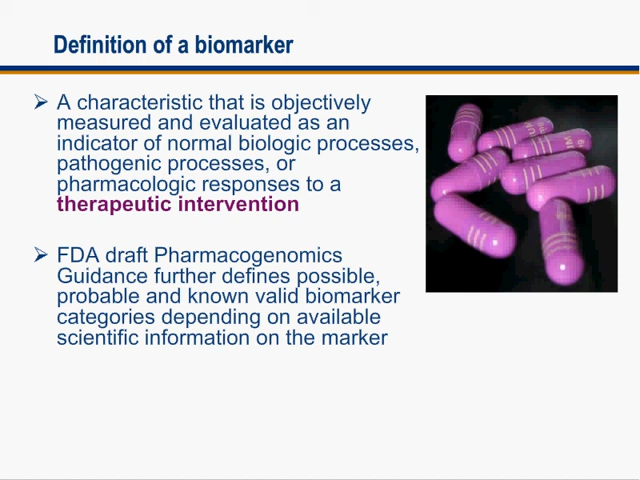 Definition of a biomarker
A characteristic that is objectively
measured and evaluated as an
indicator of normal biologic processes,
pathogenic processes, or
pharmacologic responses to a
therapeutic intervention
FDA draft Pharmacogenomics
Guidance further defines possible,
probable and known valid biomarker
categories depending on available
scientific information on the marker